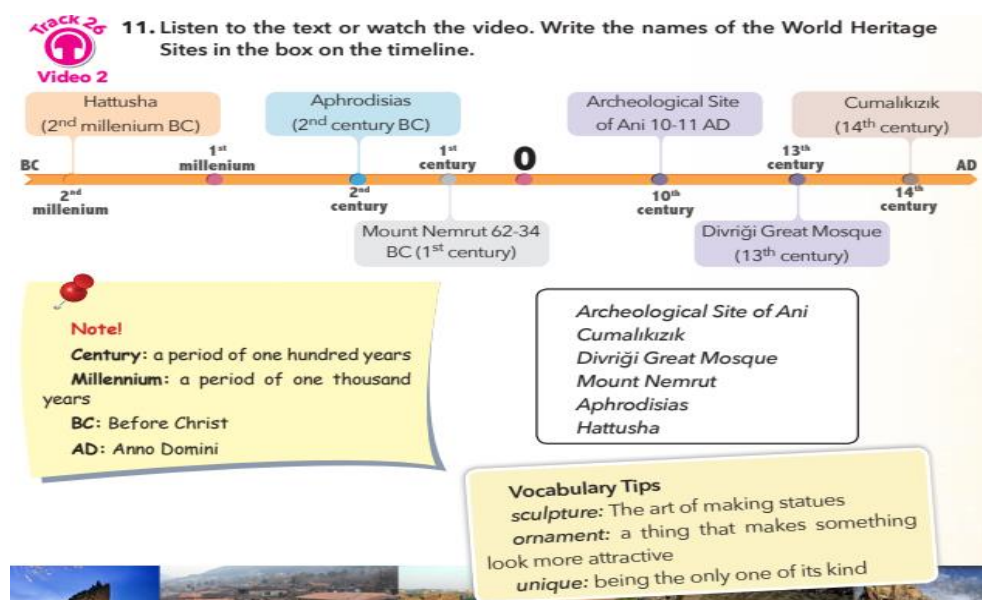 Track 26
Video 2
11. Listen to the text or watch the video. Write the names of the World Heritage
Sites in the box on the timeline.
Hattusha
(2nd millenium BC)
Aphrodisias
(2nd century BC)
Archeological Site
of Ani 10-11 AD
Cumalıkızık
(14th century)
BC
1st
millenium
1st
century
0
13th
century
AD
2nd
millenium
2nd
century
10th
century
14th
century
Mount Nemrut 62-34
BC (1st century)
Divriği Great Mosque
(13th century)
Note!
Century: a period of one hundred years
Millennium: a period of one thousand
years
BC: Before Christ
AD: Anno Domini
Archeological Site of Ani
Cumalıkızık
Divriği Great Mosque
Mount Nemrut
Aphrodisias
Hattusha
Vocabulary Tips
sculpture: The art of making statues
ornament: a thing that makes something
look more attractive
unique: being the only one of its kind